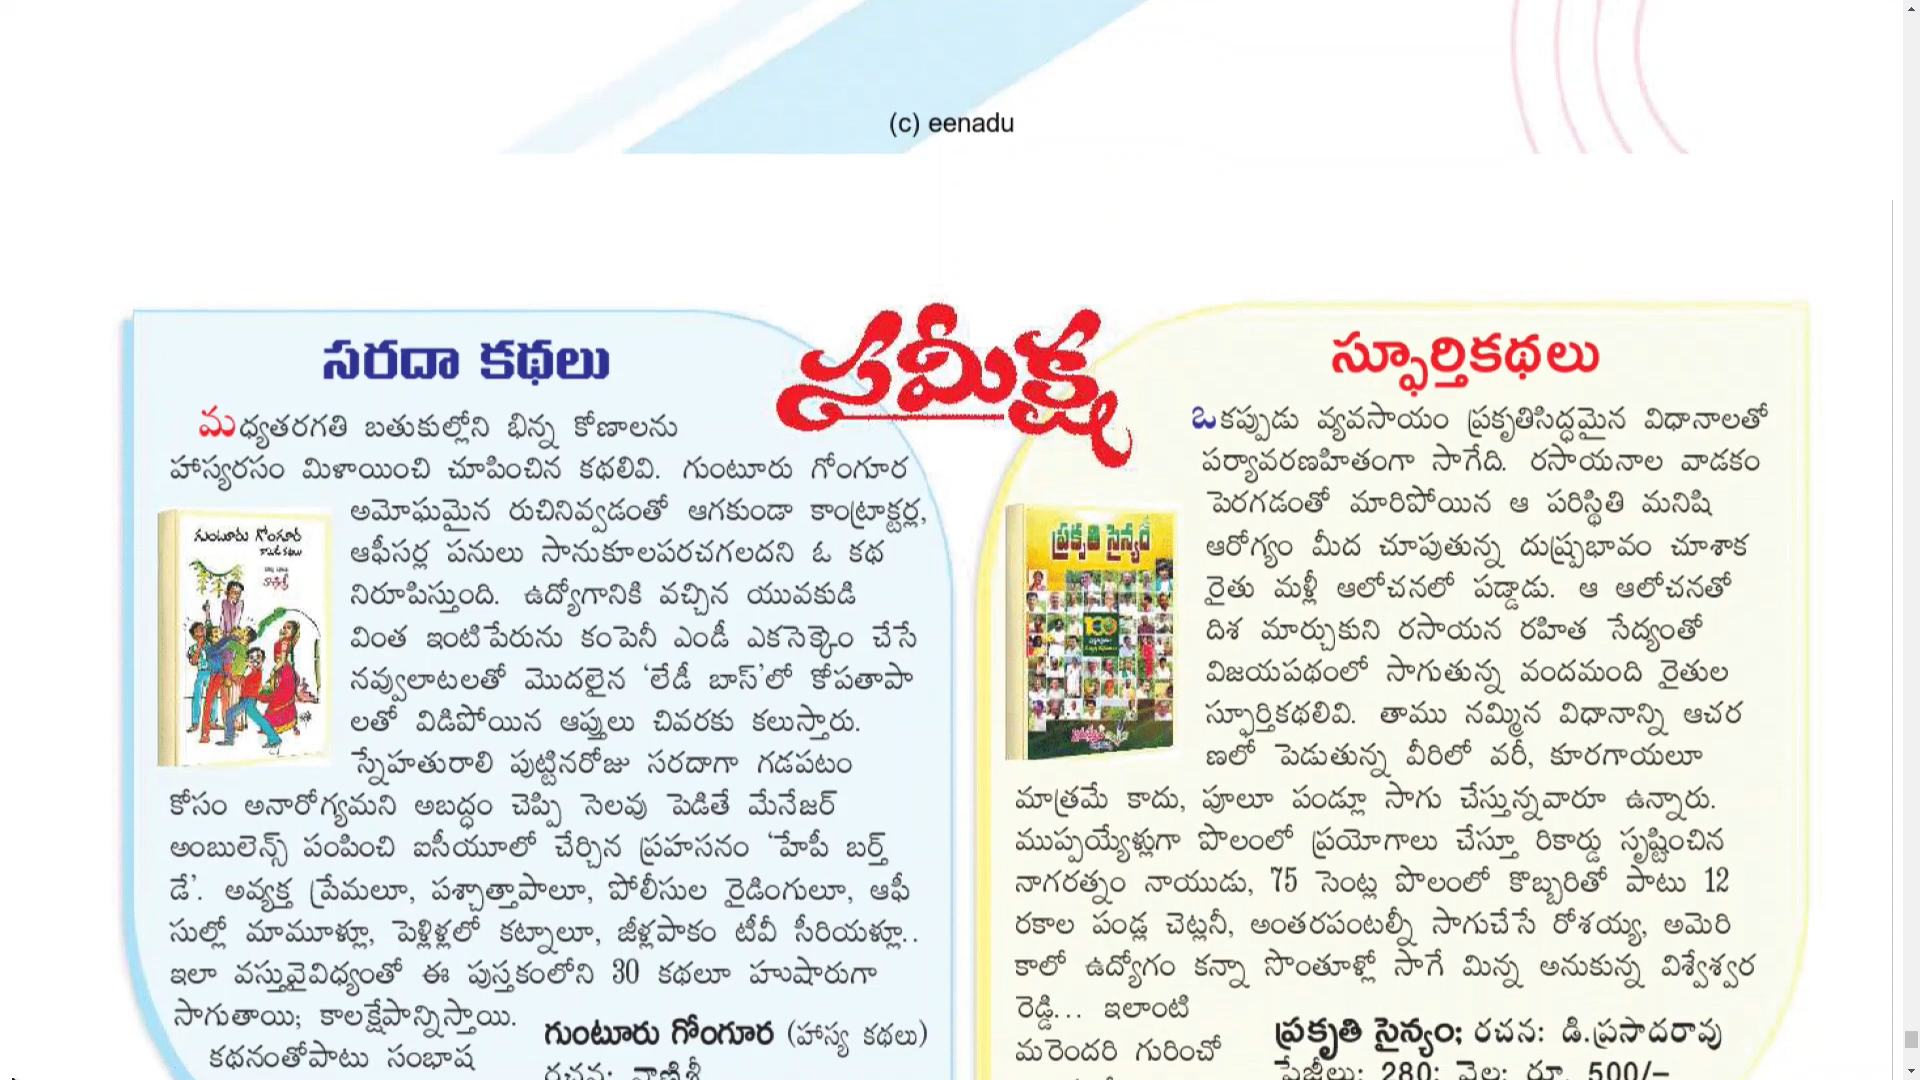 (c) eenadu
సమీక్ష
సరదా కథలు
మధ్యతరగతి బతుకుల్లోని భిన్న కోణాలను
హాస్యరసం మిళాయించి చూపించిన కథలివి. గుంటూరు గోంగూర
అమోఘమైన రుచినివ్వడంతో ఆగకుండా కాంట్రాక్టర్ల,
ఆఫీసర్ల పనులు సానుకూలపరచగలదని ఓ కథ
నిరూపిస్తుంది. ఉద్యోగానికి వచ్చిన యువకుడి
వింత ఇంటిపేరును కంపెనీ ఎండీ ఎకసెక్కెం చేసే
నవ్వులాటలతో మొదలైన ‘లేడీ బాస్’లో కోపతాపా
లతో విడిపోయిన ఆప్తులు చివరకు కలుస్తారు.
స్నేహతురాలి పుట్టినరోజు సరదాగా గడపటం
కోసం అనారోగ్యమని అబద్ధం చెప్పి సెలవు పెడితే మేనేజర్
అంబులెన్స్ పంపించి ఐసీయూలో చేర్చిన ప్రహసనం ‘హేపీ బర్త్
డే’. అవ్యక్త ప్రేమలూ, పశ్చాత్తాపాలూ, పోలీసుల రైడింగులూ, ఆఫీ
సుల్లో మామూళ్లూ, పెళ్లిళ్లలో కట్నాలూ, జీళ్లపాకం టీవీ సీరియళ్లూ..
ఇలా వస్తువైవిధ్యంతో ఈ పుస్తకంలోని 30 కథలూ హుషారుగా
సాగుతాయి; కాలక్షేపాన్నిస్తాయి.
కథనంతోపాటు సంభాష
గుంటూరు గోంగూర
వాణిశ్రీ
గుంటూరు గోంగూర (హాస్య కథలు)
రచన: వాణిశ్రీ
స్ఫూర్తికథలు
ఒకప్పుడు వ్యవసాయం ప్రకృతిసిద్ధమైన విధానాలతో
పర్యావరణహితంగా సాగేది. రసాయనాల వాడకం
పెరగడంతో మారిపోయిన ఆ పరిస్థితి మనిషి
ఆరోగ్యం మీద చూపుతున్న దుష్ప్రభావం చూశాక
రైతు మళ్లీ ఆలోచనలో పడ్డాడు. ఆ ఆలోచనతో
దిశ మార్చుకుని రసాయన రహిత సేద్యంతో
విజయపథంలో సాగుతున్న వందమంది రైతుల
స్ఫూర్తికథలివి. తాము నమ్మిన విధానాన్ని ఆచర
ణలో పెడుతున్న వీరిలో వరీ, కూరగాయలూ
మాత్రమే కాదు, పూలూ పండ్లూ సాగు చేస్తున్నవారూ ఉన్నారు.
ముప్పయ్యేళ్లుగా పొలంలో ప్రయోగాలు చేస్తూ రికార్డు సృష్టించిన
నాగరత్నం నాయుడు, 75 సెంట్ల పొలంలో కొబ్బరితో పాటు 12
రకాల పండ్ల చెట్లనీ, అంతరపంటల్నీ సాగుచేసే రోశయ్య, అమెరి
కాలో ఉద్యోగం కన్నా సొంతూళ్లో సాగే మిన్న అనుకున్న విశ్వేశ్వర
రెడ్డి... ఇలాంటి
మరెందరి గురించో
ప్రకృతి సైన్యం
100
ప్రకృతి సైన్యం; రచన: డి.ప్రసాదరావు
పేజీలు: 280; వెల: రూ. 500/-